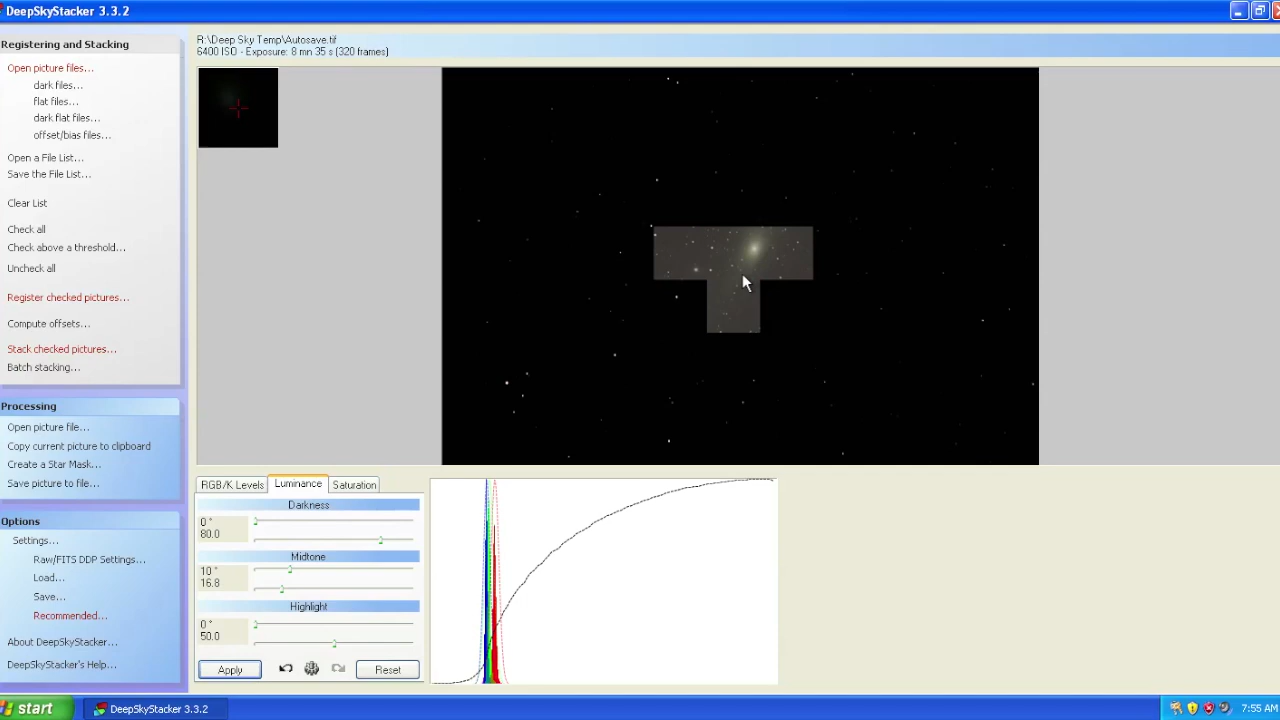 DeepSkyStacker 3.3.2
Registering and Stacking
Open picture files...
dark files...
flat files...
dark flat files...
offset/bias files...
Open a File List...
Save the File List...
Clear List
Check all
Check above a threshold...
Uncheck all
Register checked pictures...
Compute offsets...
Stack checked pictures...
Batch stacking...
Processing
Open picture file...
Copy current picture to clipboard
Create a Star Mask...
Save picture to file...
Options
Settings...
Raw/FITS DDP Settings...
Load...
Save...
Recommended...
About DeepSkyStacker...
DeepSkyStacker's Help...
R:\Deep Sky Temp\Autosave.tif
6400 ISO - Exposure: 8 mn 35 s (320 frames)
RGB/K Levels Luminance Saturation
Darkness
0 °
80.0
Midtone
10 °
16.8
Highlight
0 °
50.0
Apply Reset
start DeepSkyStacker 3.3.2 7:55 AM